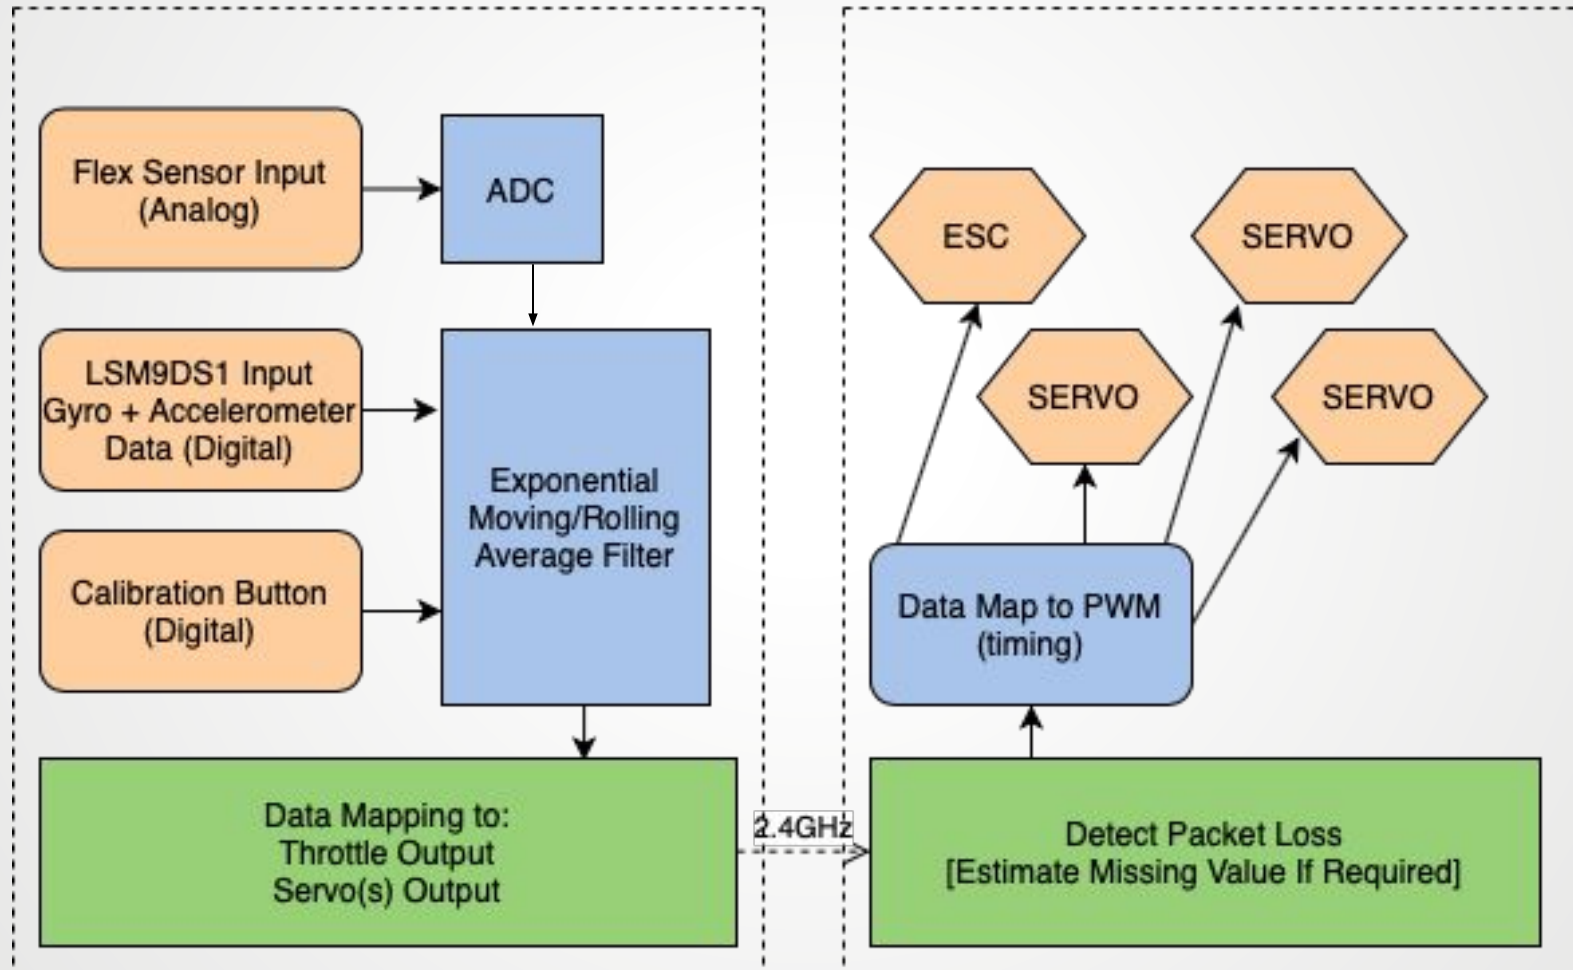 Flex Sensor Input
(Analog)
ADC
LSM9DS1 Input
Gyro + Accelerometer
Data (Digital)
Calibration Button
(Digital)
Exponential
Moving/Rolling
Average Filter
Data Mapping to:
Throttle Output
Servo(s) Output
2.4GHz
ESC
SERVO
SERVO
SERVO
Data Map to PWM
(timing)
Detect Packet Loss
[Estimate Missing Value If Required]